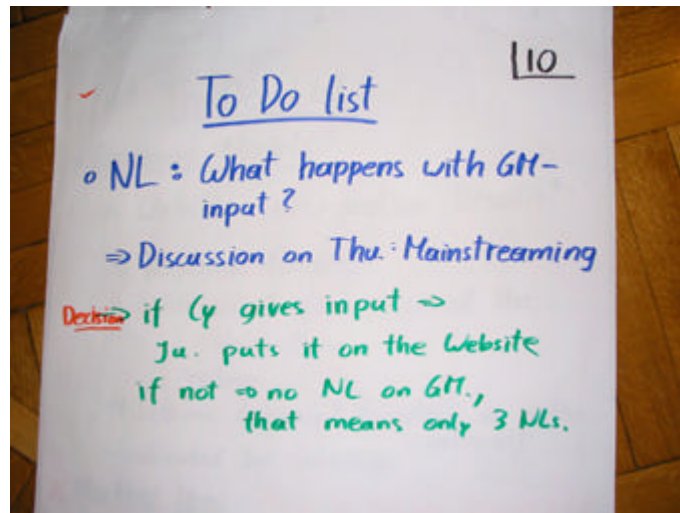 10
To Do list
o NL : What happens with GM-
input ?
⇒ Discussion on Thu. : Mainstreaming
Decision ⇒ if Cy gives input ⇒
Ju. puts it on the Website
if not ⇒ no NL on GM.,
that means only 3 NLs.